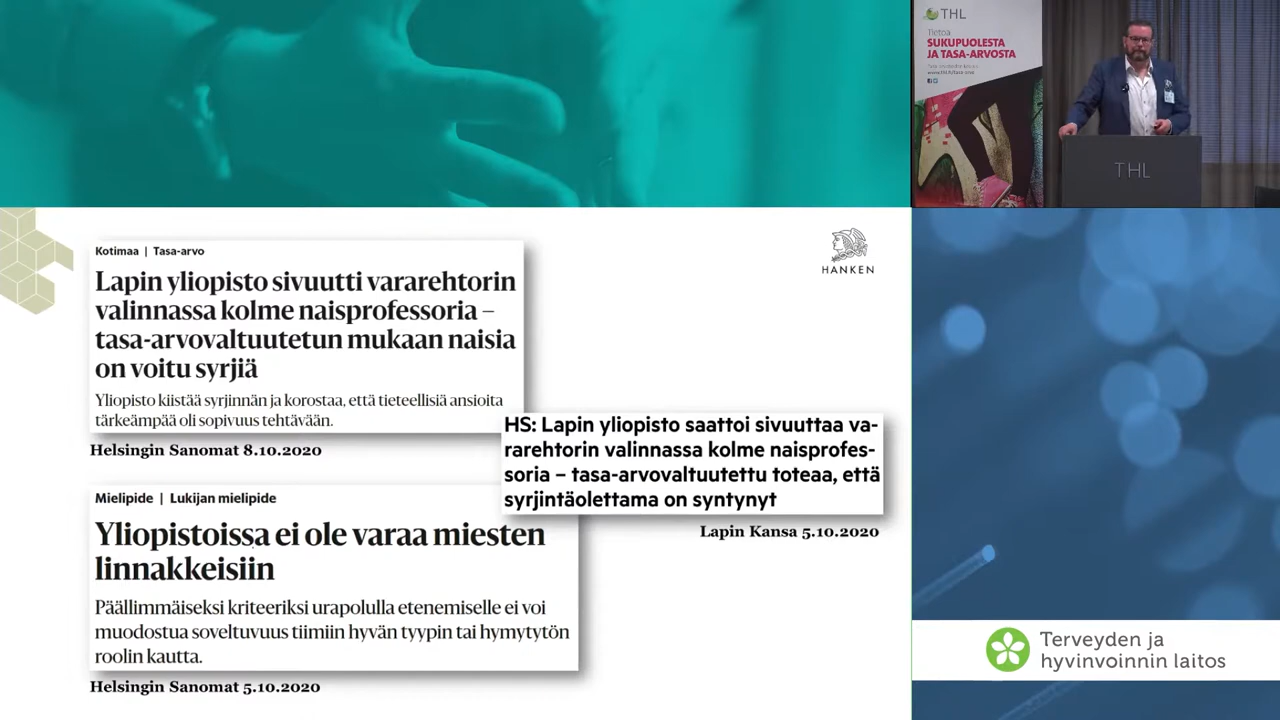 THL
Tietoa
SUKUPUOLESTA
JA TASA-ARVOSTA
THL
Kotimaa | Tasa-arvo
Lapin yliopisto sivuutti vararehtorin
valinnassa kolme naisprofessoria –
tasa-arvovaltuutetun mukaan naisia
on voitu syrjiä
Yliopisto kiistää syrjinnän ja korostaa, että tieteellisiä ansioita
tärkeämpää oli sopivuus tehtävään.
Helsingin Sanomat 8.10.2020
HANKEN
HS: Lapin yliopisto saattoi sivuuttaa va-
rarehtorin valinnassa kolme naisprofes-
soria – tasa-arvovaltuutettu toteaa, että
syrjintäolettama on syntynyt
Lapin Kansa 5.10.2020
Mielipide | Lukijan mielipide
Yliopistoissa ei ole varaa miesten
linnakkeisiin
Päällimmäiseksi kriteeriksi urapolulla etenemiselle ei voi
muodostua soveltuvuus tiimiin hyvän tyypin tai hymytytön
roolin kautta.
Helsingin Sanomat 5.10.2020
Terveyden ja
hyvinvoinnin laitos